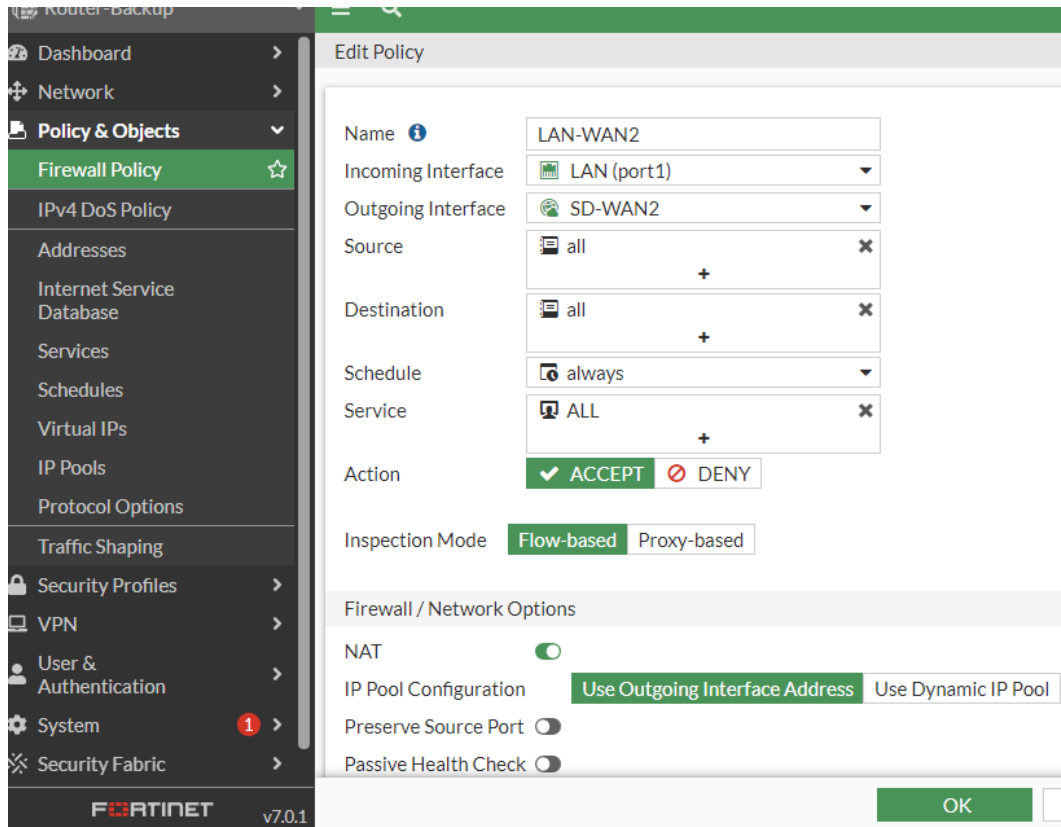 Router-Backup
Dashboard
Network
Policy & Objects
Firewall Policy
IPv4 DoS Policy
Addresses
Internet Service
Database
Services
Schedules
Virtual IPs
IP Pools
Protocol Options
Traffic Shaping
Security Profiles
VPN
User &
Authentication
System 1
Security Fabric
FORTINET v7.0.1
Edit Policy
Name LAN-WAN2
Incoming Interface LAN (port1)
Outgoing Interface SD-WAN2
Source all
+
Destination all
+
Schedule always
Service ALL
+
Action ACCEPT DENY
Inspection Mode Flow-based Proxy-based
Firewall / Network Options
NAT
IP Pool Configuration Use Outgoing Interface Address Use Dynamic IP Pool
Preserve Source Port
Passive Health Check
OK